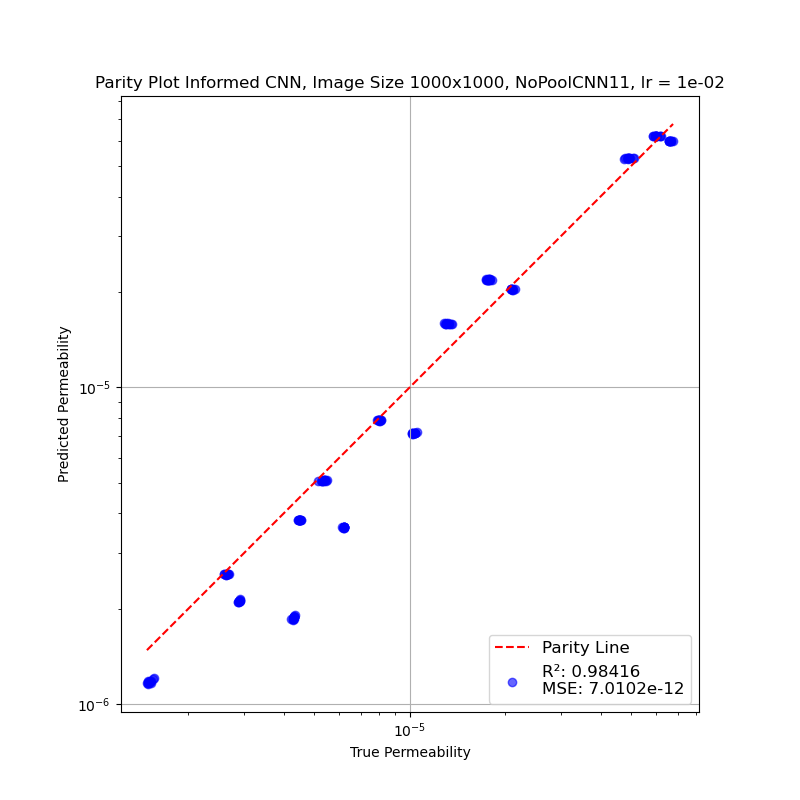 Parity Plot Informed CNN, Image Size 1000x1000, NoPoolCNN11, lr = 1e-02
Predicted Permeability
10⁻⁵
10⁻⁶
Parity Line
R²: 0.98416
MSE: 7.0102e-12
10⁻⁵
True Permeability